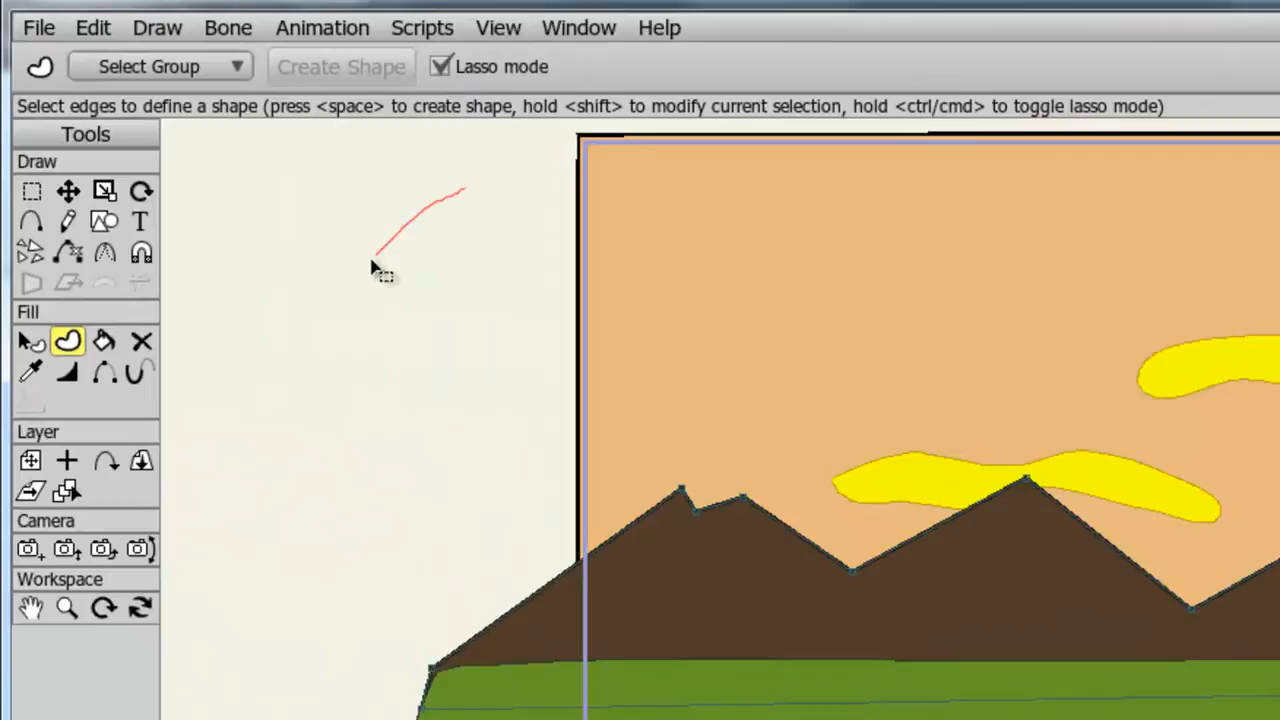 File Edit Draw Bone Animation Scripts View Window Help
Select Group Create Shape Lasso mode
Select edges to define a shape (press <space> to create shape, hold <shift> to modify current selection, hold <ctrl/cmd> to toggle lasso mode)
Tools
Draw
T
Fill
Layer
Camera
Workspace